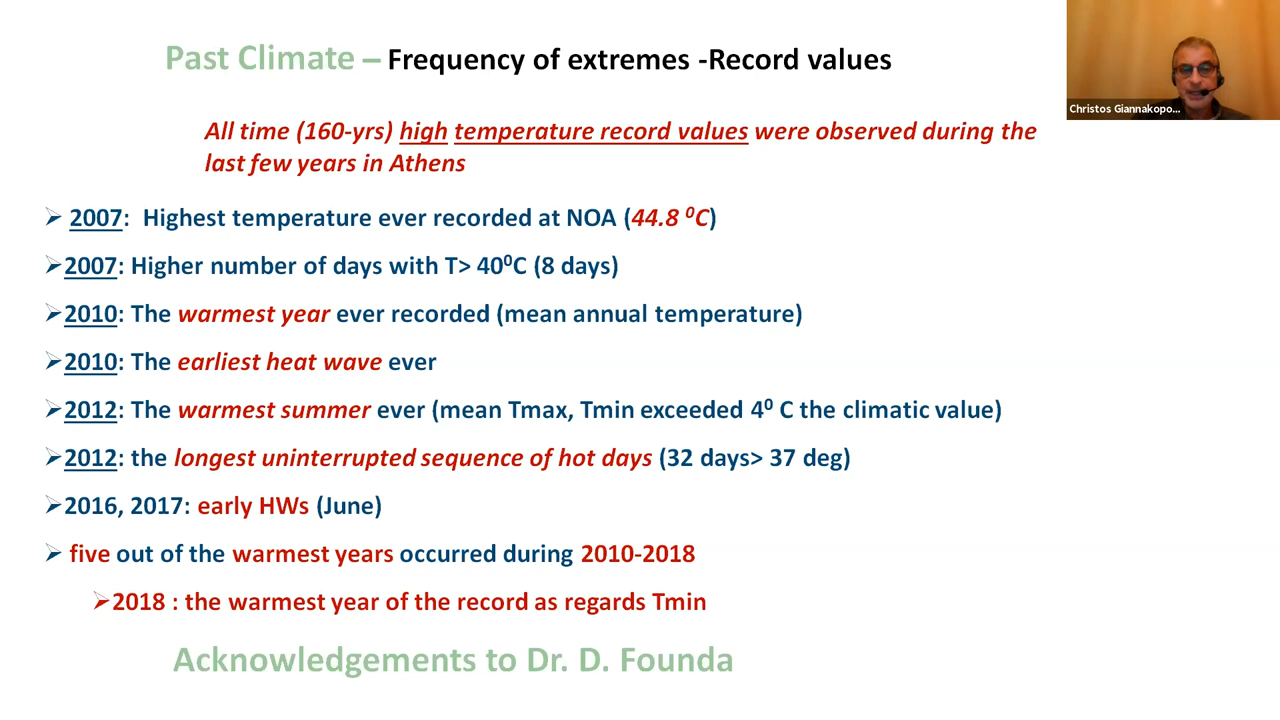 Past Climate – Frequency of extremes -Record values
Christos Giannakopo...
All time (160-yrs) high temperature record values were observed during the
last few years in Athens
➢ 2007: Highest temperature ever recorded at NOA (44.8 ⁰C)
➢2007: Higher number of days with T> 40⁰C (8 days)
➢2010: The warmest year ever recorded (mean annual temperature)
➢2010: The earliest heat wave ever
➢2012: The warmest summer ever (mean Tmax, Tmin exceeded 4⁰ C the climatic value)
➢2012: the longest uninterrupted sequence of hot days (32 days> 37 deg)
➢2016, 2017: early HWs (June)
➢ five out of the warmest years occurred during 2010-2018
➢2018 : the warmest year of the record as regards Tmin
Acknowledgements to Dr. D. Founda